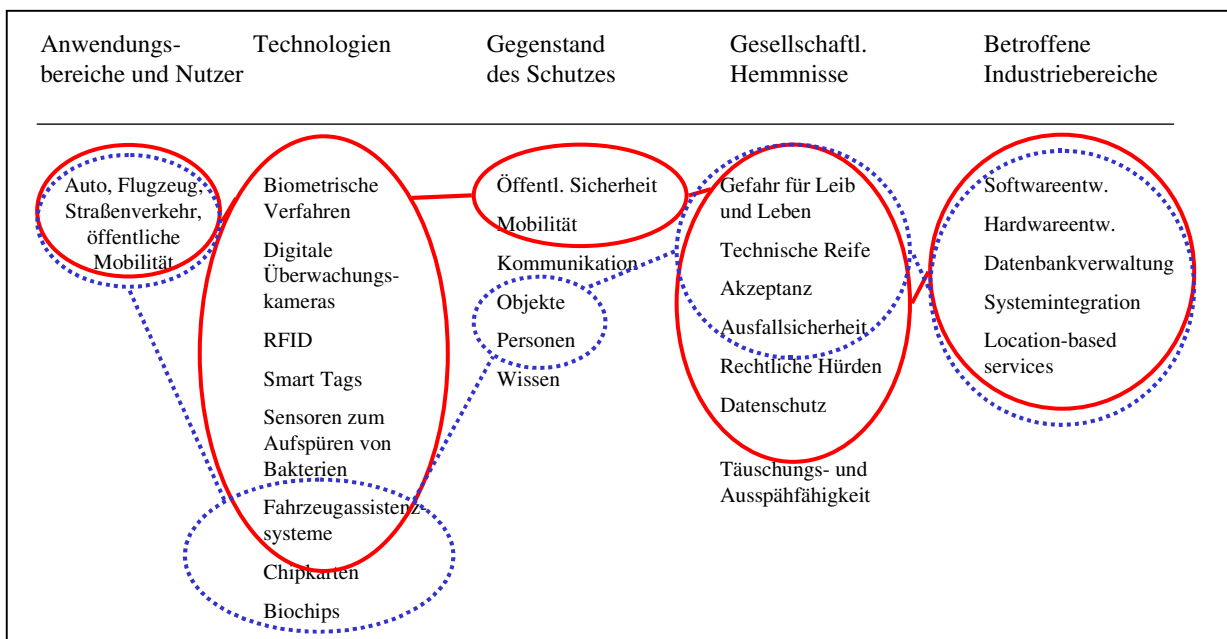 Anwendungs-
bereiche und Nutzer
Technologien
Gegenstand
des Schutzes
Gesellschaftl.
Hemmnisse
Betroffene
Industriebereiche
Auto, Flugzeug,
Straßenverkehr,
öffentliche
Mobilität
Biometrische
Verfahren
Digitale
Überwachungs-
kameras
RFID
Smart Tags
Sensoren zum
Aufspüren von
Bakterien
Fahrzeugassistenz-
systeme
Chipkarten
Biochips
Öffentl. Sicherheit
Mobilität
Kommunikation
Objekte
Personen
Wissen
Gefahr für Leib
und Leben
Technische Reife
Akzeptanz
Ausfallsicherheit
Rechtliche Hürden
Datenschutz
Täuschungs- und
Ausspähfähigkeit
Softwareentw.
Hardwareentw.
Datenbankverwaltung
Systemintegration
Location-based
services